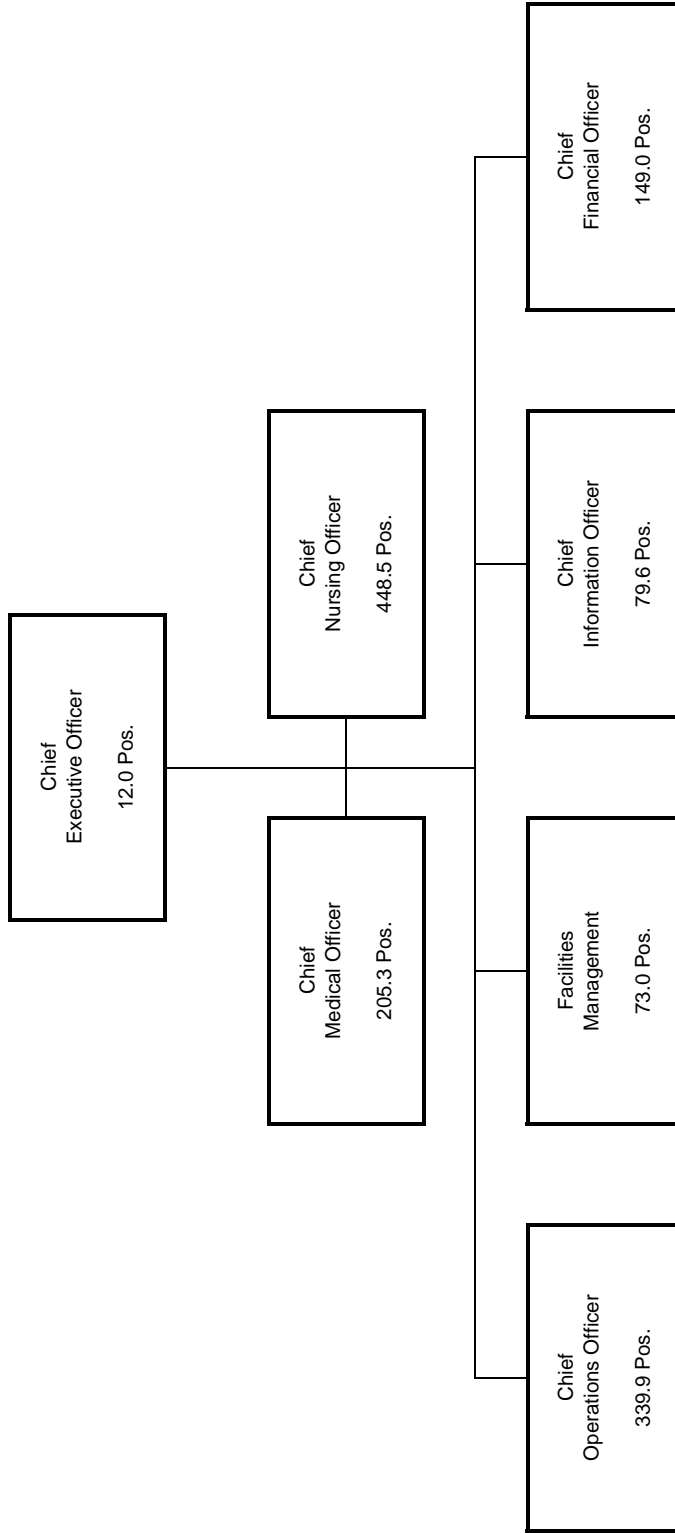 Chief
Executive Officer
12.0 Pos.
Chief
Medical Officer
205.3 Pos.
Chief
Nursing Officer
448.5 Pos.
Chief
Operations Officer
339.9 Pos.
Facilities
Management
73.0 Pos.
Chief
Information Officer
79.6 Pos.
Chief
Financial Officer
149.0 Pos.